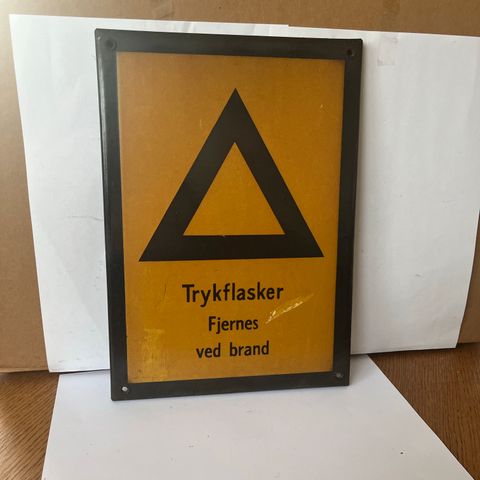 Trykflasker
Fjernes
ved brand